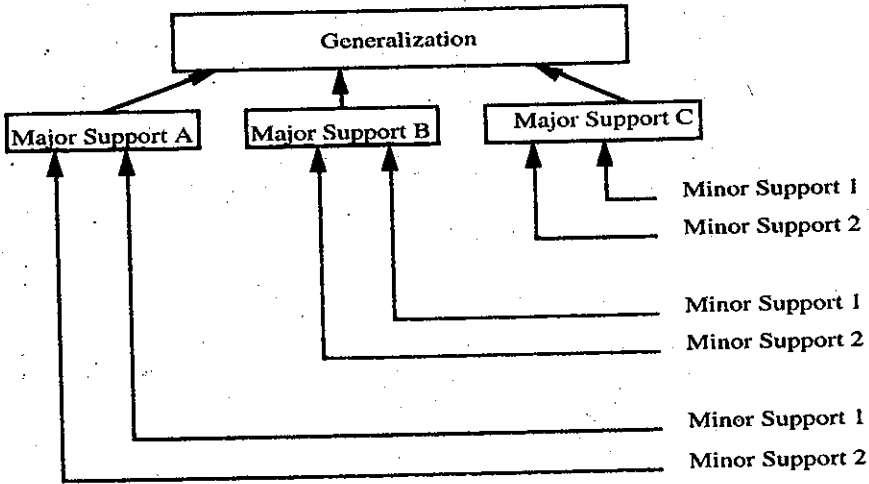 Generalization
Major Support A
Major Support B
Major Support C
Minor Support 1
Minor Support 2
Minor Support 1
Minor Support 2
Minor Support 1
Minor Support 2